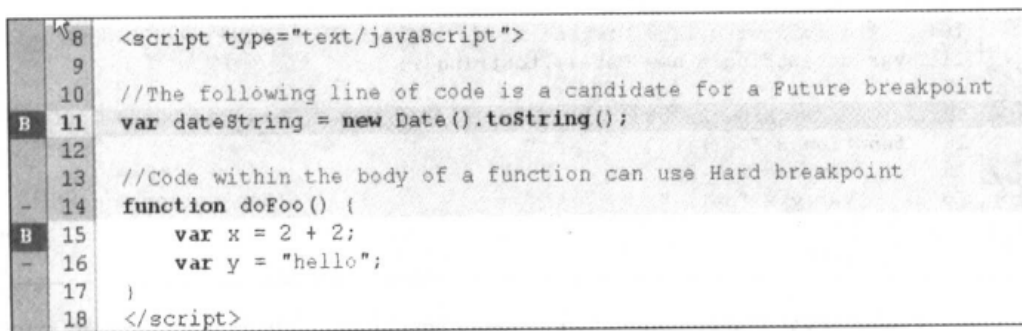 8 <script type="text/javaScript">
9
10 //The following line of code is a candidate for a Future breakpoint
B 11 var dateString = new Date().toString();
12
13 //Code within the body of a function can use Hard breakpoint
- 14 function doFoo() {
B 15 var x = 2 + 2;
- 16 var y = "hello";
17 }
18 </script>